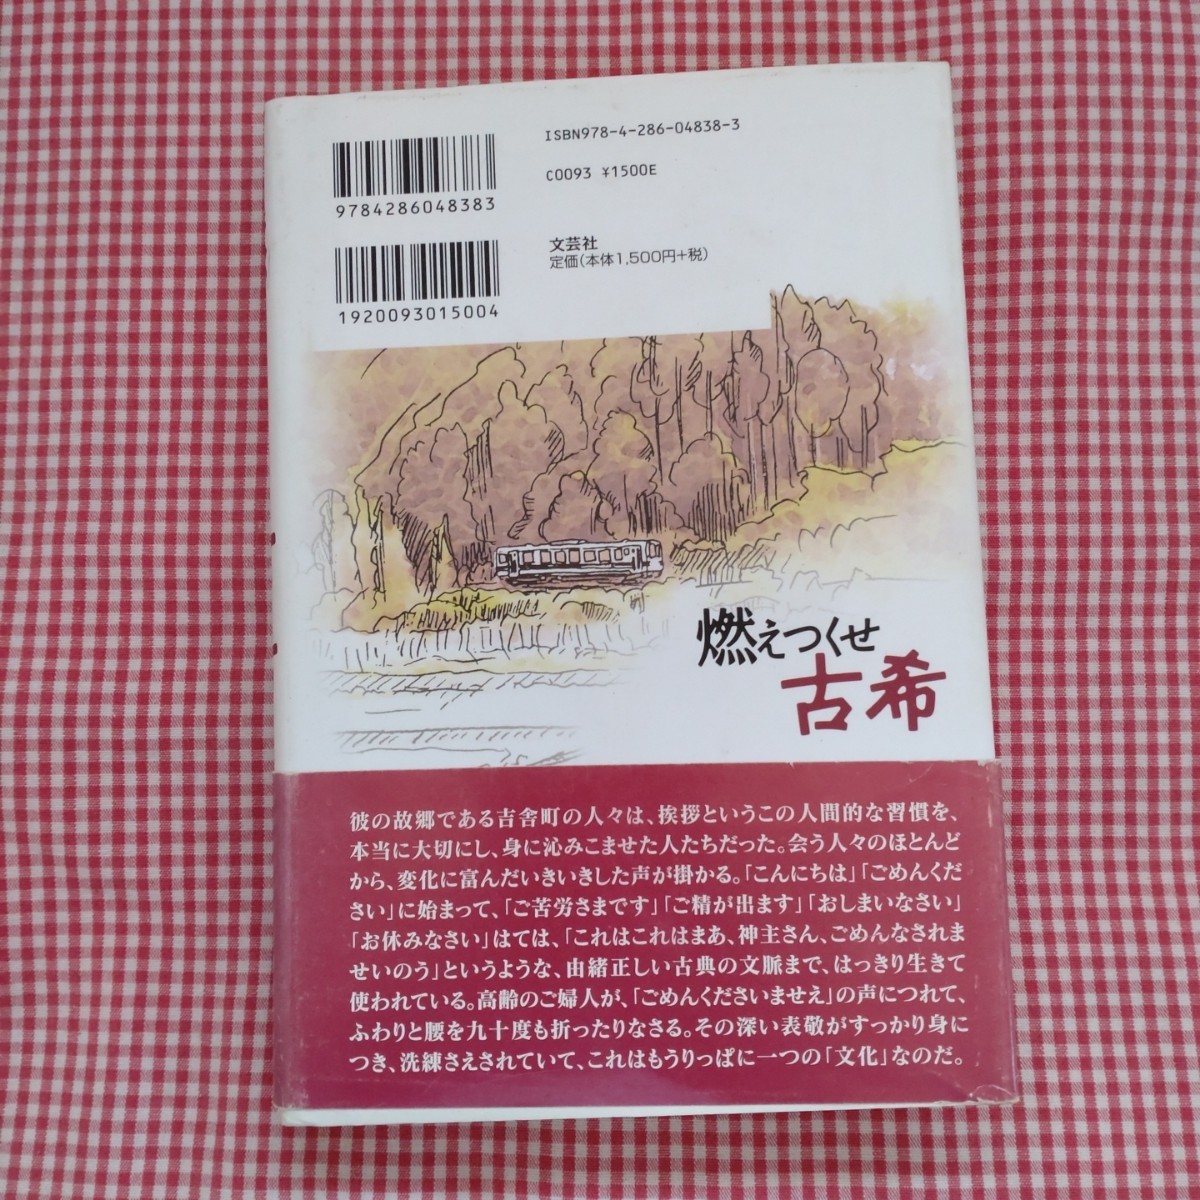 ISBN978-4-286-04838-3
C0093 ¥1500E
9784286048383
文芸社
定価(本体1,500円+税)
1920093015004
燃えつくせ
古希
彼の故郷である吉舎町の人々は、挨拶というこの人間的な習慣を、
本当に大切にし、身に沁みこませた人たちだった。会う人々のほとんど
から、変化に富んだいきいきした声が掛かる。「こんにちは」「ごめんくだ
さい」に始まって、「ご苦労さまです」「ご精が出ます」「おしまいなさい」
「お休みなさい」はては、「これはこれはまあ、神主さん、ごめんなされま
せいのう」というような、由緒正しい古典の文脈まで、はっきり生きて
使われている。高齢のご婦人が、「ごめんくださいませえ」の声につれて、
ふわりと腰を九十度も折ったりなさる。その深い表敬がすっかり身に
つき、洗練さえされていて、これはもうりっぱに一つの「文化」なのだ。